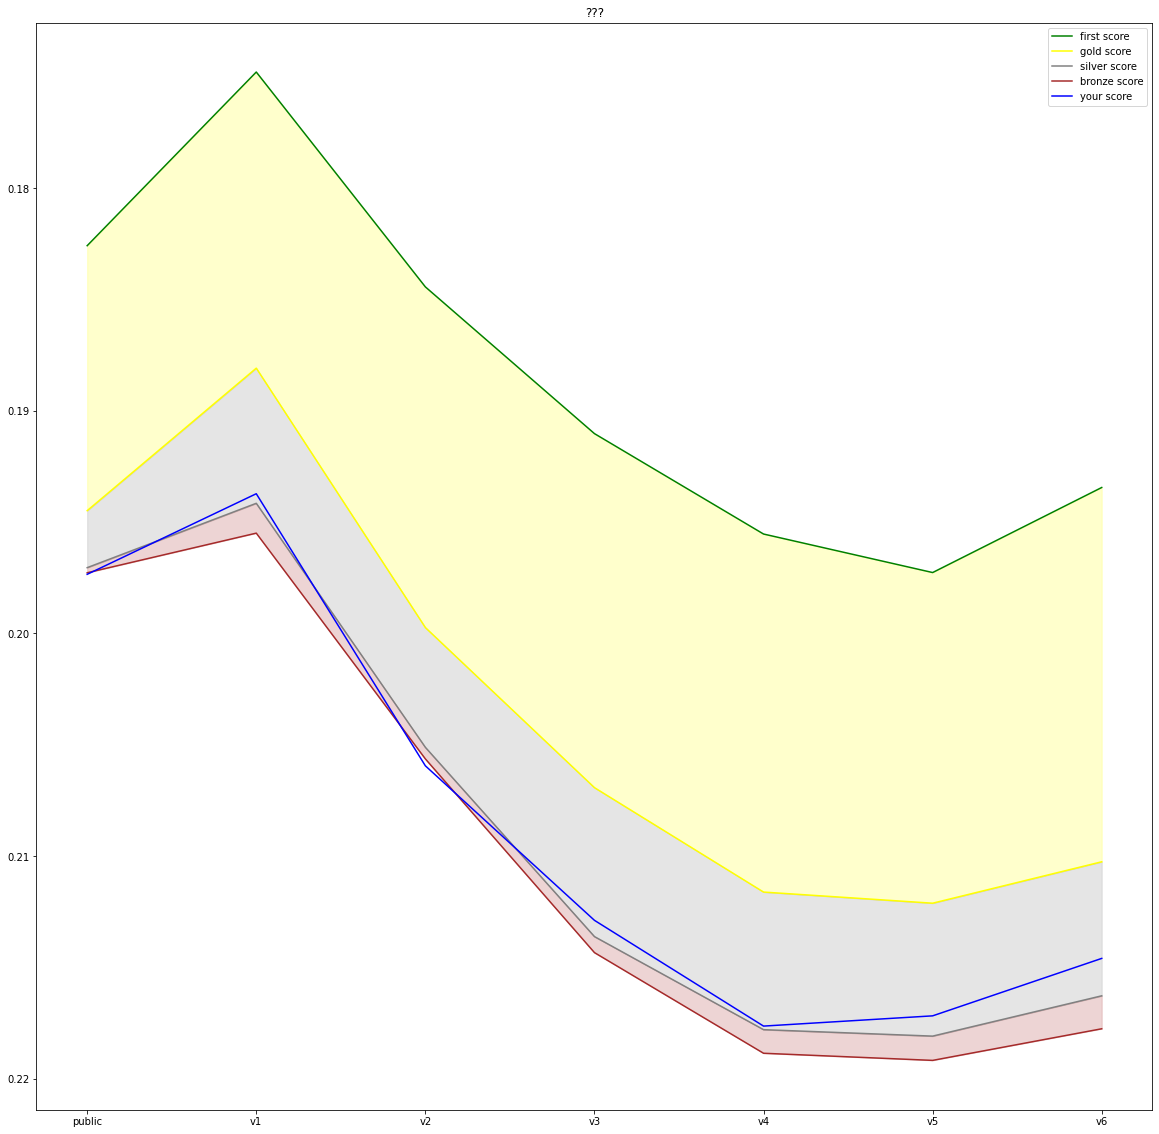 ???
first score
gold score
silver score
bronze score
your score
0.18
0.19
0.20
0.21
0.22
public
v1
v2
v3
v4
v5
v6